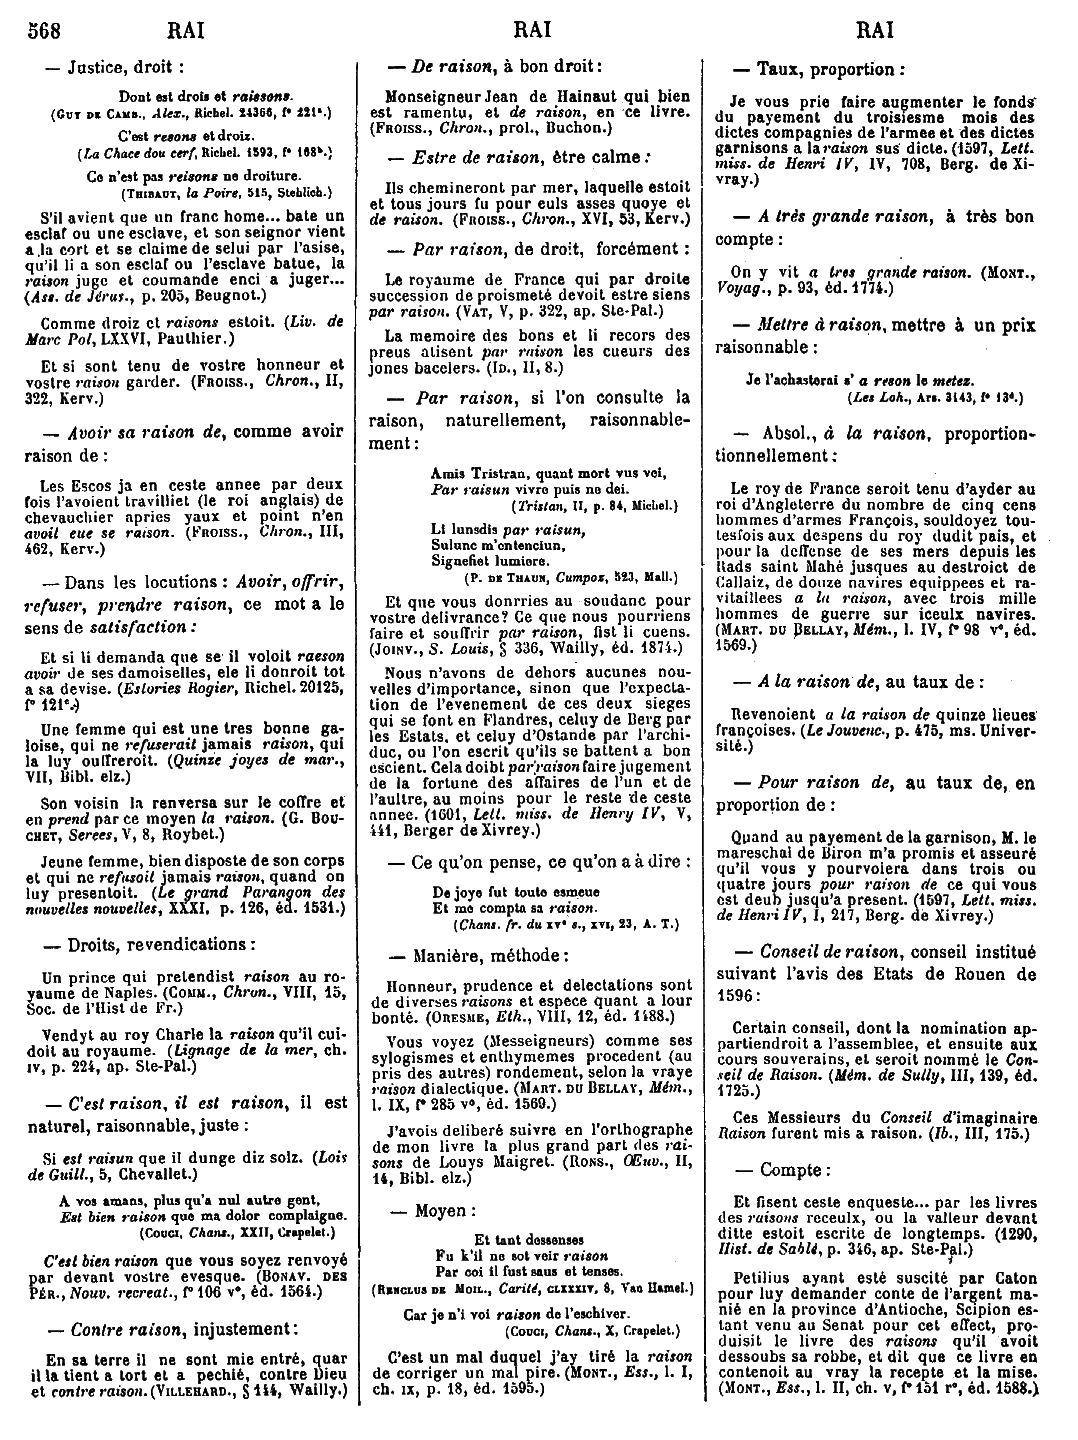 568 RAI RAI RAI
— Justice, droit :
Dont est drois et raissons.
(GUY DE CAMB., Alex., Richel. 24366, f° 221ª.)
C'est resons et droiz.
(La Chace dou cerf, Richel. 1593, f° 168ᵇ.)
Ce n'est pas reisons ne droiture.
(THIBAUT, la Poire, 515, Stehlich.)
S'il avient que un franc home... bate un
esclaf ou une esclave, et son seignor vient
a la cort et se claime de selui par l'asise,
qu'il li a son esclaf ou l'esclave batue, la
raison juge et coumande enci a juger...
(Ass. de Jérus., p. 205, Beugnot.)
Comme droiz et raisons estoit. (Liv. de
Marc Pol, LXXVI, Pauthier.)
Et si sont tenu de vostre honneur et
vostre raison garder. (FROISS., Chron., II,
322, Kerv.)
— Avoir sa raison de, comme avoir
raison de :
Les Escos ja en ceste annee par deux
fois l'avoient travilliet (le roi anglais) de
chevauchier apries yaux et point n'en
avoit eue se raison. (FROISS., Chron., III,
462, Kerv.)
— Dans les locutions : Avoir, offrir,
refuser, prendre raison, ce mot a le
sens de satisfaction :
Et si li demanda que se il voloit raeson
avoir de ses damoiselles, ele li donroit tot
a sa devise. (Estories Rogier, Richel. 20125,
f° 121ᶜ.)
Une femme qui est une tres bonne ga-
loise, qui ne refuserait jamais raison, qui
la luy ouffreroit. (Quinze joyes de mar.,
VII, Bibl. elz.)
Son voisin la renversa sur le coffre et
en prend par ce moyen la raison. (G. BOU-
CHET, Serees, V, 8, Roybet.)
Jeune femme, bien disposte de son corps
et qui ne refusoit jamais raison, quand on
luy presentoit. (Le grand Parangon des
nouvelles nouvelles, XXXI, p. 126, éd. 1531.)
— Droits, revendications :
Un prince qui pretendist raison au ro-
yaume de Naples. (COMM., Chron., VIII, 15,
Soc. de l'Hist de Fr.)
Vendyt au roy Charle la raison qu'il cui-
doit au royaume. (Lignage de la mer, ch.
IV, p. 224, ap. Ste-Pal.)
— C'est raison, il est raison, il est
naturel, raisonnable, juste :
Si est raisun que il dunge diz solz. (Lois
de Guill., 5, Chevallet.)
A vos amans, plus qu'a nul autre gent,
Est bien raison que ma dolor complaigne.
(COUCI, Chans., XXII, Crapelet.)
C'est bien raison que vous soyez renvoyé
par devant vostre evesque. (BONAV. DES
PÉR., Nouv. recreat., f° 106 v°, éd. 1564.)
— Contre raison, injustement :
En sa terre il ne sont mie entré, quar
il la tient a tort et a pechié, contre Dieu
et contre raison. (VILLEHARD., § 144, Wailly.)
— De raison, à bon droit :
Monseigneur Jean de Hainaut qui bien
est ramentu, et de raison, en ce livre.
(FROISS., Chron., prol., Buchon.)
— Estre de raison, être calme :
Ils chemineront par mer, laquelle estoit
et tous jours fu pour euls asses quoye et
de raison. (FROISS., Chron., XVI, 53, Kerv.)
— Par raison, de droit, forcément :
Le royaume de France qui par droite
succession de proismeté devoit estre siens
par raison. (VAT, V, p. 322, ap. Ste-Pal.)
La memoire des bons et li recors des
preus atisent par raison les cueurs des
jones bacelers. (ID., II, 8.)
— Par raison, si l'on consulte la
raison, naturellement, raisonnable-
ment :
Amis Tristran, quant mort vus vei,
Par raisun vivre puis ne dei.
(Tristan, II, p. 84, Michel.)
Li lunsdis par raisun,
Sulunc m'entenciun,
Signefiet lumiere.
(P. DE THAUN, Cumpoz, 523, Mall.)
Et que vous donrries au soudanc pour
vostre delivrance? Ce que nous pourriens
faire et souffrir par raison, fist li cuens.
(JOINV., S. Louis, § 336, Wailly, éd. 1874.)
Nous n'avons de dehors aucunes nou-
velles d'importance, sinon que l'expecta-
tion de l'evenement de ces deux sieges
qui se font en Flandres, celuy de Berg par
les Estats, et celuy d'Ostande par l'archi-
duc, ou l'on escrit qu'ils se battent a bon
escient. Cela doibt par raison faire jugement
de la fortune des affaires de l'un et de
l'aultre, au moins pour le reste de ceste
annee. (1601, Lett. miss. de Henry IV, V,
441, Berger de Xivrey.)
— Ce qu'on pense, ce qu'on a à dire :
De joye fut toute esmeue
Et me compta sa raison.
(Chans. fr. du XVᵉ s., XVI, 23, A. T.)
— Manière, méthode :
Honneur, prudence et delectations sont
de diverses raisons et espece quant a lour
bonté. (ORESME, Eth., VIII, 12, éd. 1488.)
Vous voyez (Messeigneurs) comme ses
sylogismes et enthymemes procedent (au
pris des autres) rondement, selon la vraye
raison dialectique. (MART. DU BELLAY, Mém.,
l. IX, f° 285 v°, éd. 1569.)
J'avois deliberé suivre en l'orthographe
de mon livre la plus grand part des rai-
sons de Louys Maigret. (RONS., Œuv., II,
14, Bibl. elz.)
— Moyen :
Et tant dessenses
Fu k'il ne sot veir raison
Par coi il fust saus et tenses.
(RENCLUS DE MOIL., Carité, CLXXIV, 8, Van Hamel.)
Car je n'i voi raison de l'eschiver.
(COUCI, Chans., X, Crapelet.)
C'est un mal duquel j'ay tiré la raison
de corriger un mal pire. (MONT., Ess., l. I,
ch. IX, p. 18, éd. 1595.)
— Taux, proportion :
Je vous prie faire augmenter le fonds
du payement du troisiesme mois des
dictes compagnies de l'armee et des dictes
garnisons a la raison sus dicte. (1597, Lett.
miss. de Henri IV, IV, 708, Berg. de Xi-
vray.)
— A très grande raison, à très bon
compte :
On y vit a tres grande raison. (MONT.,
Voyag., p. 93, éd. 1774.)
— Mettre à raison, mettre à un prix
raisonnable :
Je l'achasterai s' a reson le metez.
(Les Loh., Ars. 3143, f° 13ᵈ.)
— Absol., à la raison, proportion-
tionnellement :
Le roy de France seroit tenu d'ayder au
roi d'Angleterre du nombre de cinq cens
hommes d'armes François, souldoyez tou-
tesfois aux despens du roy dudit pais, et
pour la deffense de ses mers depuis les
Rads saint Mahé jusques au destroict de
Callaiz, de douze navires equippees et ra-
vitaillees a la raison, avec trois mille
hommes de guerre sur iceulx navires.
(MART. DU BELLAY, Mém., l. IV, f° 98 v°, éd.
1569.)
— A la raison de, au taux de :
Revenoient a la raison de quinze lieues
françoises. (Le Jouvenc., p. 475, ms. Univer-
sité.)
— Pour raison de, au taux de, en
proportion de :
Quand au payement de la garnison, M. le
mareschal de Biron m'a promis et asseuré
qu'il vous y pourvolera dans trois ou
quatre jours pour raison de ce qui vous
est deub jusqu'a present. (1597, Lett. miss.
de Henri IV, I, 217, Berg. de Xivrey.)
— Conseil de raison, conseil institué
suivant l'avis des Etats de Rouen de
1596 :
Certain conseil, dont la nomination ap-
partiendroit a l'assemblee, et ensuite aux
cours souverains, et seroit nommé le Con-
seil de Raison. (Mém. de Sully, III, 139, éd.
1725.)
Ces Messieurs du Conseil d'imaginaire
Raison furent mis a raison. (Ib., III, 175.)
— Compte :
Et fisent ceste enqueste... par les livres
des raisons receulx, ou la valleur devant
ditte estoit escrite de longtemps. (1290,
Hist. de Sablé, p. 346, ap. Ste-Pal.)
Petilius ayant esté suscité par Caton
pour luy demander conte de l'argent ma-
nié en la province d'Antioche, Scipion es-
tant venu au Senat pour cet effect, pro-
duisit le livre des raisons qu'il avoit
dessoubs sa robbe, et dit que ce livre en
contenoit au vray la recepte et la mise.
(MONT., Ess., l. II, ch. V, f° 151 r°, éd. 1588.)